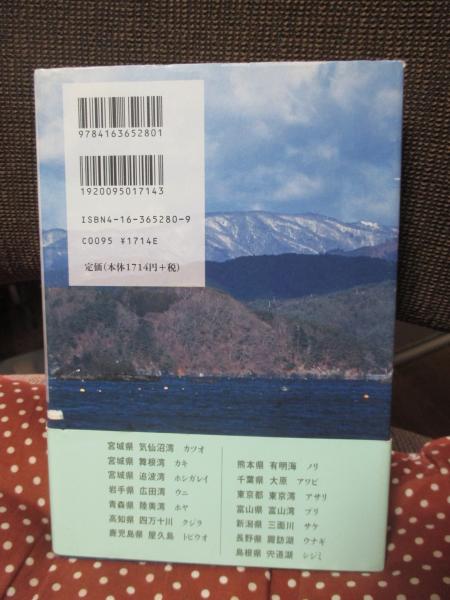 9784163652801
1920095017143
ISBN4-16-365280-9
C0095 ¥1714E
定価(本体1714円+税)
宮城県 気仙沼湾 カツオ
宮城県 舞根湾 カキ
宮城県 追波湾 ホシガレイ
岩手県 広田湾 ウニ
青森県 陸奥湾 ホヤ
高知県 四万十川 クジラ
鹿児島県 屋久島 トビウオ
熊本県 有明海 ノリ
千葉県 大原 アワビ
東京都 東京湾 アサリ
富山県 富山湾 ブリ
新潟県 三面川 サケ
長野県 諏訪湖 ウナギ
島根県 宍道湖 シジミ